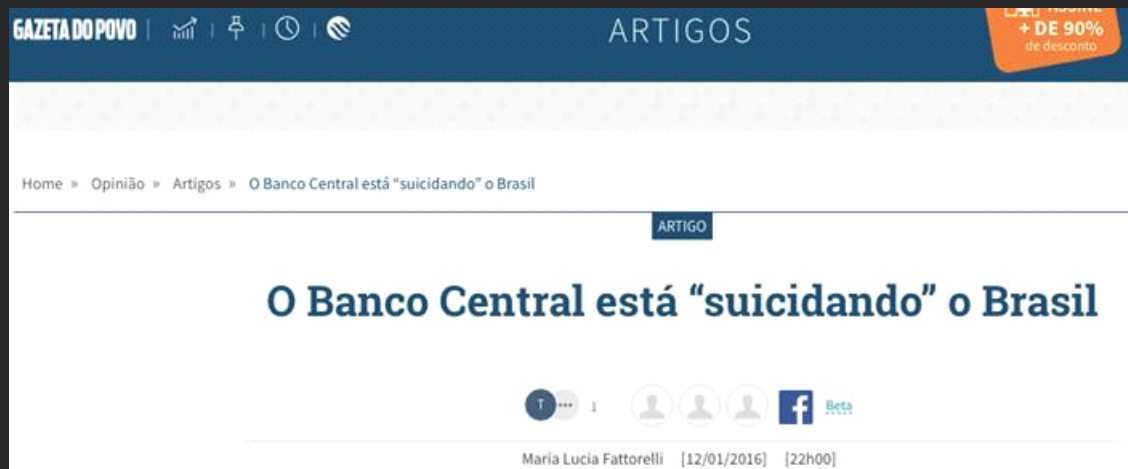 GAZETA DO POVO
ARTIGOS
ASSINE
+ DE 90%
de desconto
Home » Opinião » Artigos » O Banco Central está “suicidando” o Brasil
ARTIGO
O Banco Central está “suicidando” o Brasil
T ••• 1
f Beta
Maria Lucia Fattorelli [12/01/2016] [22h00]